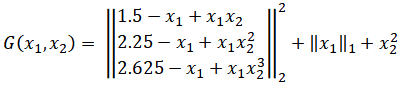 G(x₁,x₂) = ‖1.5 − x₁ + x₁x₂
2.25 − x₁ + x₁x₂²
2.625 − x₁ + x₁x₂³‖₂² + ‖x₁‖₁ + x₂²